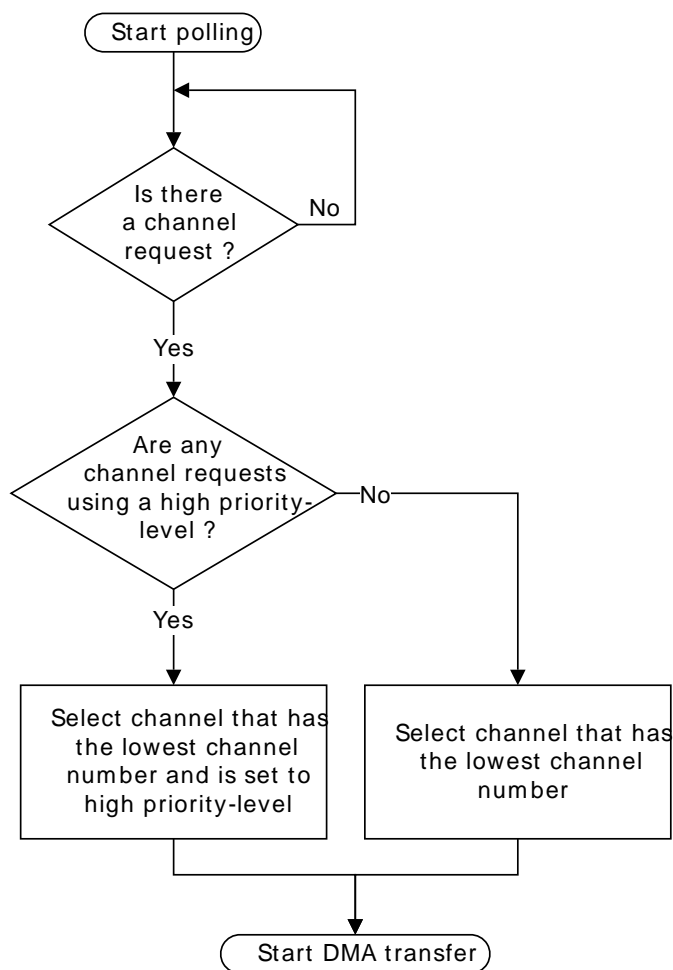 Start polling
Is there
a channel
request ?
No
Yes
Are any
channel requests
using a high priority-
level ?
No
Yes
Select channel that has
the lowest channel
number and is set to
high priority-level
Select channel that has
the lowest channel
number
Start DMA transfer